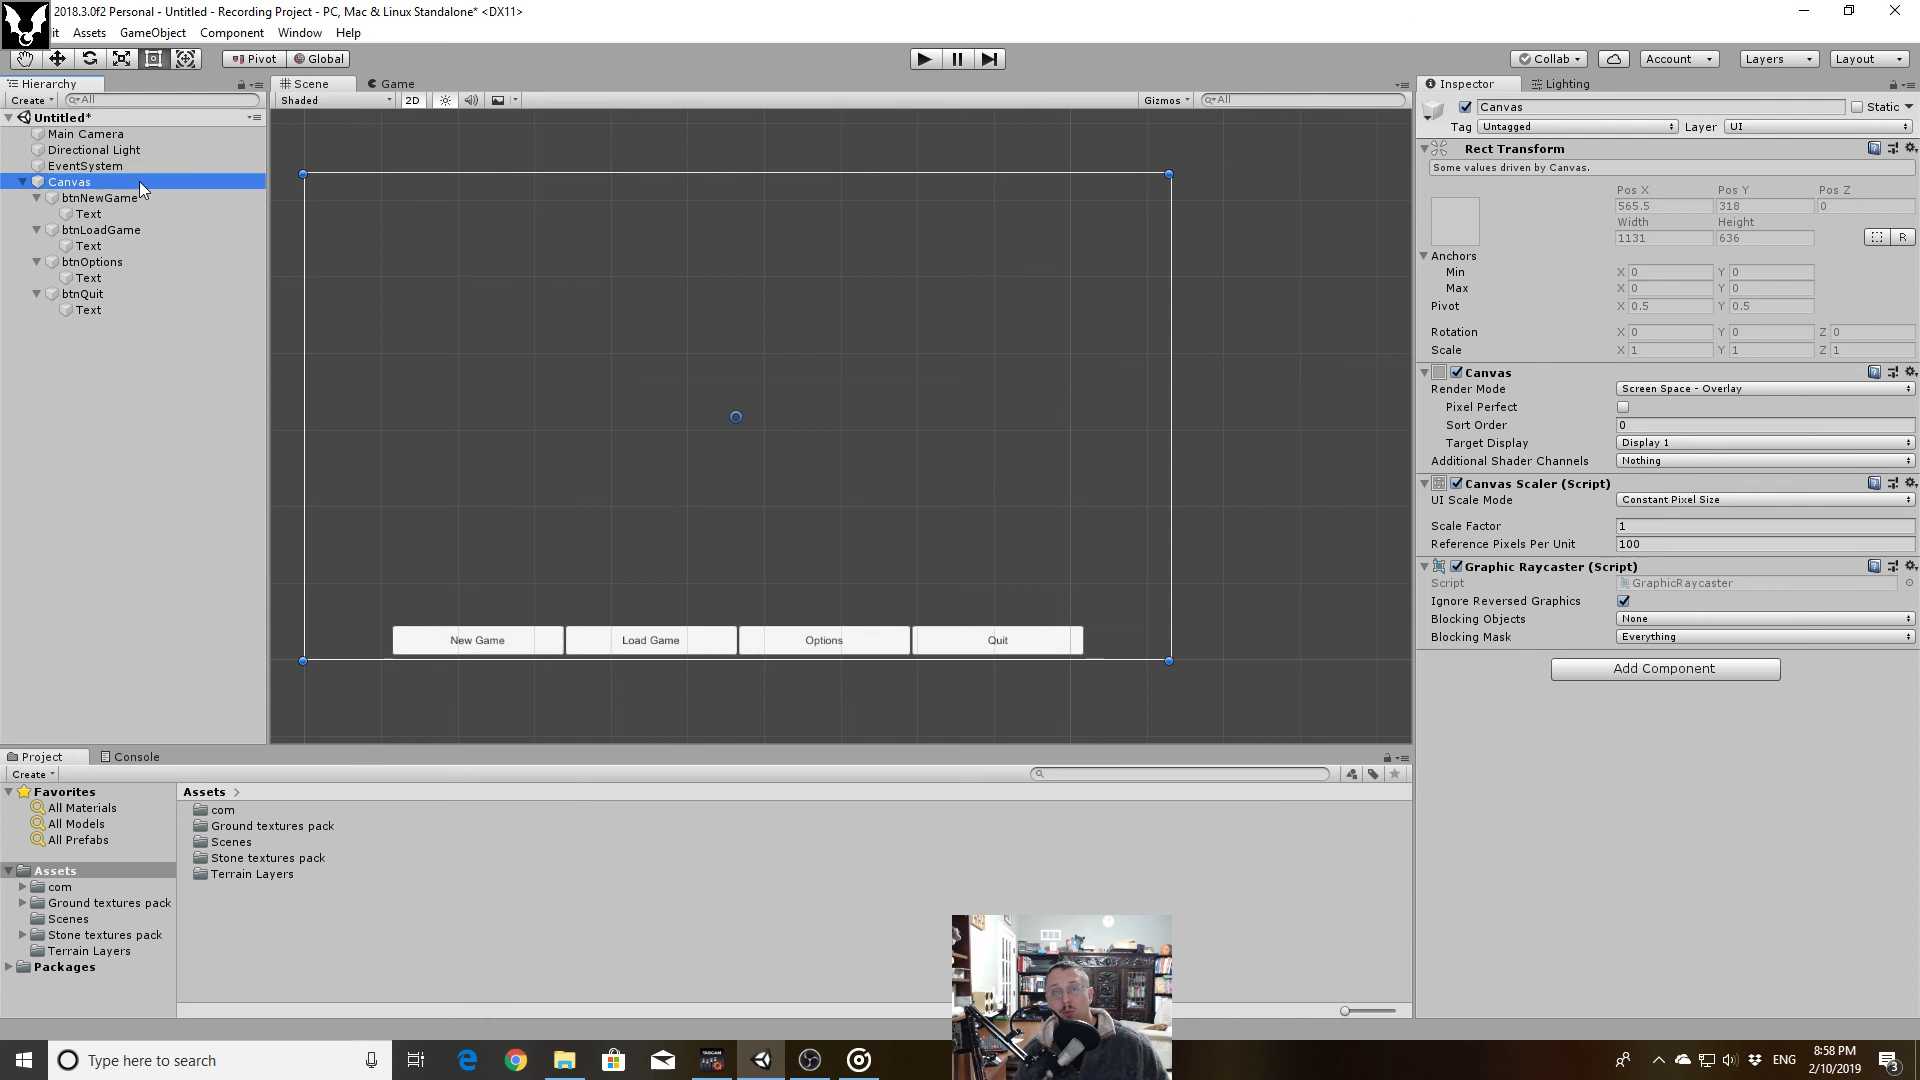 2018.3.0f2 Personal - Untitled - Recording Project - PC, Mac & Linux Standalone* <DX11>
it Assets GameObject Component Window Help
Pivot Global
Collab Account Layers Layout
Hierarchy
Create All
Untitled*
Main Camera
Directional Light
EventSystem
Canvas
btnNewGame
Text
btnLoadGame
Text
btnOptions
Text
btnQuit
Text
Scene Game
Shaded 2D Gizmos All
New Game Load Game Options Quit
Inspector Lighting
Canvas Static
Tag Untagged Layer UI
Rect Transform
Some values driven by Canvas.
Pos X Pos Y Pos Z
565.5 318 0
Width Height
1131 636 R
Anchors
Min X 0 Y 0
Max X 0 Y 0
Pivot X 0.5 Y 0.5
Rotation X 0 Y 0 Z 0
Scale X 1 Y 1 Z 1
Canvas
Render Mode Screen Space - Overlay
Pixel Perfect
Sort Order 0
Target Display Display 1
Additional Shader Channels Nothing
Canvas Scaler (Script)
UI Scale Mode Constant Pixel Size
Scale Factor 1
Reference Pixels Per Unit 100
Graphic Raycaster (Script)
Script GraphicRaycaster
Ignore Reversed Graphics
Blocking Objects None
Blocking Mask Everything
Add Component
Project Console
Create
Favorites
All Materials
All Models
All Prefabs
Assets
com
Ground textures pack
Scenes
Stone textures pack
Terrain Layers
Packages
Assets
com
Ground textures pack
Scenes
Stone textures pack
Terrain Layers
Type here to search
ENG
8:58 PM
2/10/2019
3